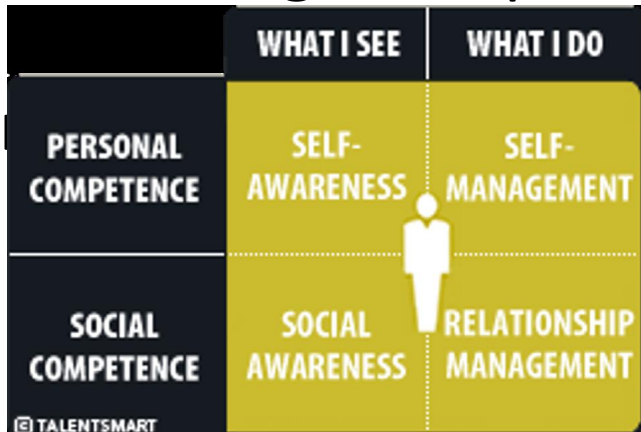 WHAT I SEE
WHAT I DO
PERSONAL
COMPETENCE
SELF-
AWARENESS
SELF-
MANAGEMENT
SOCIAL
COMPETENCE
SOCIAL
AWARENESS
RELATIONSHIP
MANAGEMENT
© TALENTSMART